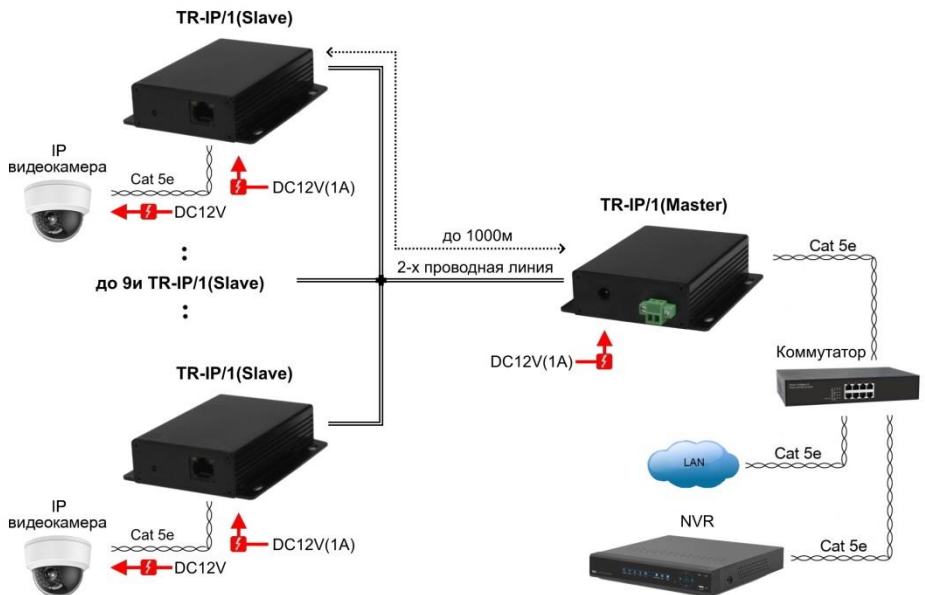 TR-IP/1(Slave)
IP
видеокамера
Cat 5e
DC12V(1A)
DC12V
:
до 9и TR-IP/1(Slave)
:
до 1000м
2-х проводная линия
TR-IP/1(Master)
Cat 5e
DC12V(1A)
Коммутатор
TR-IP/1(Slave)
LAN
Cat 5e
IP
видеокамера
Cat 5e
DC12V(1A)
DC12V
NVR
Cat 5e